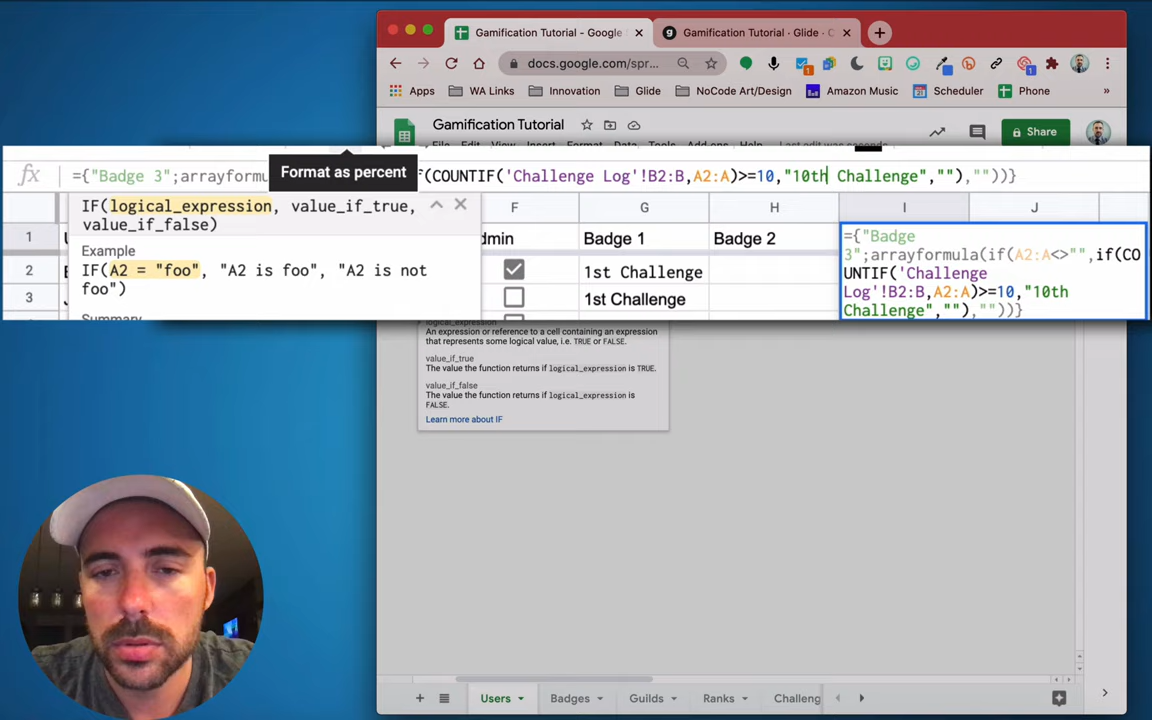 Gamification Tutorial - Google
Gamification Tutorial · Glide · C
docs.google.com/spr...
Apps
WA Links
Innovation
Glide
NoCode Art/Design
Amazon Music
Scheduler
Phone
»
Gamification Tutorial
Share
={"Badge 3";arrayformu
Format as percent
f(COUNTIF('Challenge Log'!B2:B,A2:A)>=10,"10th Challenge",""),""))}
IF(logical_expression, value_if_true,
value_if_false)
Example
IF(A2 = "foo", "A2 is foo", "A2 is not
foo")
F
G
H
I
J
1
dmin
Badge 1
Badge 2
={"Badge
3";arrayformula(if(A2:A<>"",if(CO
UNTIF('Challenge
Log'!B2:B,A2:A)>=10,"10th
Challenge",""),""))}
2
1st Challenge
3
1st Challenge
logical_expression
An expression or reference to a cell containing an expression
that represents some logical value, i.e. TRUE or FALSE.
value_if_true
The value the function returns if logical_expression is TRUE.
value_if_false
The value the function returns if logical_expression is
FALSE.
Learn more about IF
Users
Badges
Guilds
Ranks
Challeng